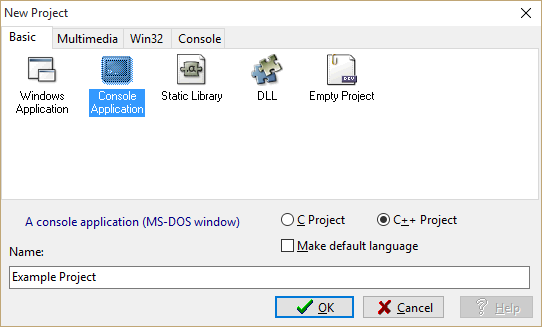 New Project
Basic Multimedia Win32 Console
Windows Application Console Application Static Library DLL Empty Project
DEV
A console application (MS-DOS window)
C Project C++ Project
Make default language
Name:
Example Project
OK Cancel Help